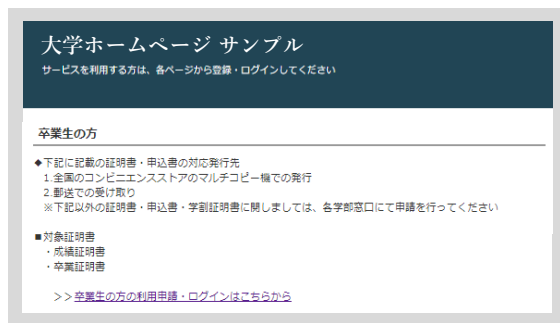 大学ホームページ サンプル
サービスを利用する方は、各ページから登録・ログインしてください
卒業生の方
◆下記に記載の証明書・申込書の対応発行先
1.全国のコンビニエンスストアのマルチコピー機での発行
2.郵送での受け取り
※下記以外の証明書・申込書・学割証明書に関しましては、各学部窓口にて申請を行ってください
■対象証明書
・成績証明書
・卒業証明書
>>卒業生の方の利用申請・ログインはこちらから